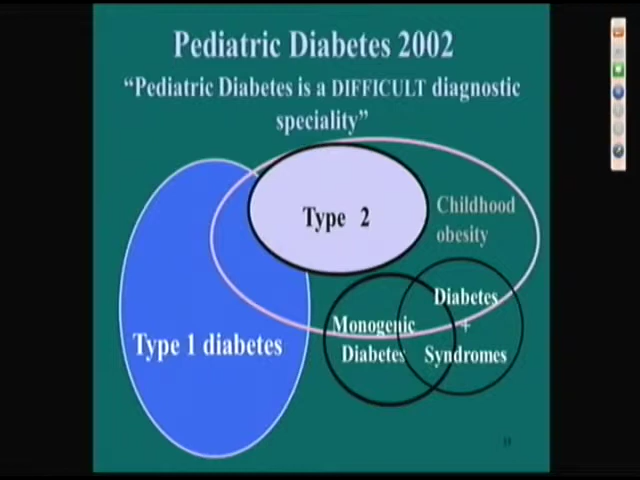 Pediatric Diabetes 2002
“Pediatric Diabetes is a DIFFICULT diagnostic
speciality”
Type 2
Childhood
obesity
Diabetes
+
Syndromes
Monogenic
Diabetes
Type 1 diabetes